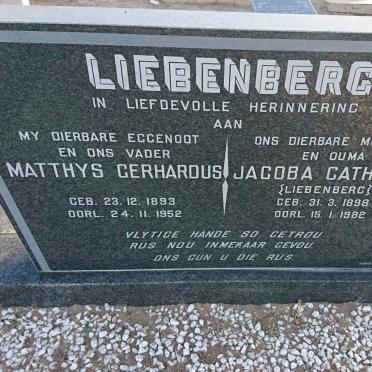 LIEBENBERG
IN LIEFDEVOLLE HERINNERING
AAN
MY DIERBARE EGGENOOT
EN ONS VADER
MATTHYS GERHARDUS
GEB. 23. 12. 1893
OORL. 24. 11. 1952
ONS DIERBARE
EN OUMA
JACOBA
{LIEBENBERG}
GEB. 31. 3. 1898
OORL. 15. 1. 1982
VLYTIGE HANDE SO GETROU
RUS NOU INMEKAAR GEVOU.
ONS GUN U DIE RUS.